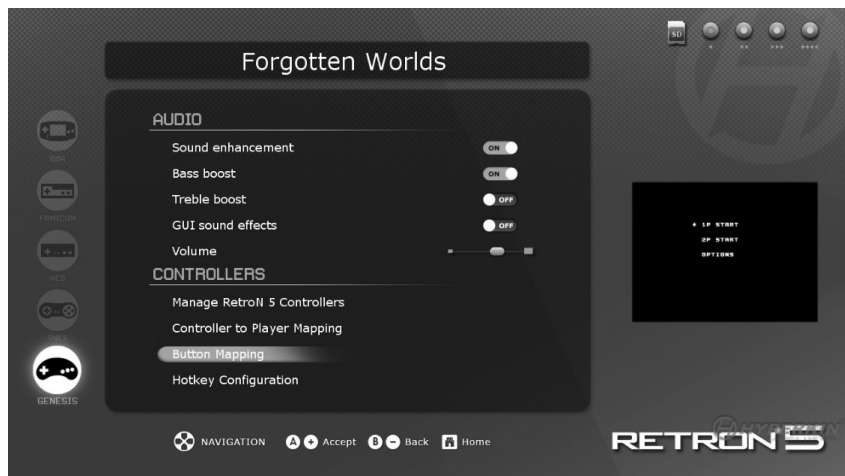 SD
Forgotten Worlds
AUDIO
Sound enhancement ON
Bass boost ON
Treble boost OFF
GUI sound effects OFF
Volume
CONTROLLERS
Manage RetroN 5 Controllers
Controller to Player Mapping
Button Mapping
Hotkey Configuration
GBA
FAMICOM
NES
SNES
GENESIS
1P START
2P START
OPTIONS
NAVIGATION A + Accept B - Back Home
RETRON 5
HYPERKIN